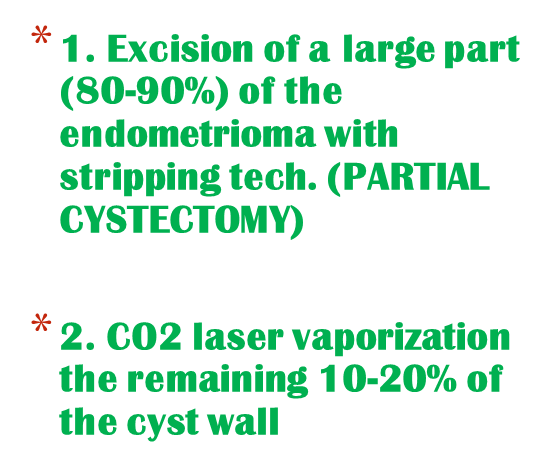 * 1. Excision of a large part
(80-90%) of the
endometrioma with
stripping tech. (PARTIAL
CYSTECTOMY)
* 2. CO2 laser vaporization
the remaining 10-20% of
the cyst wall